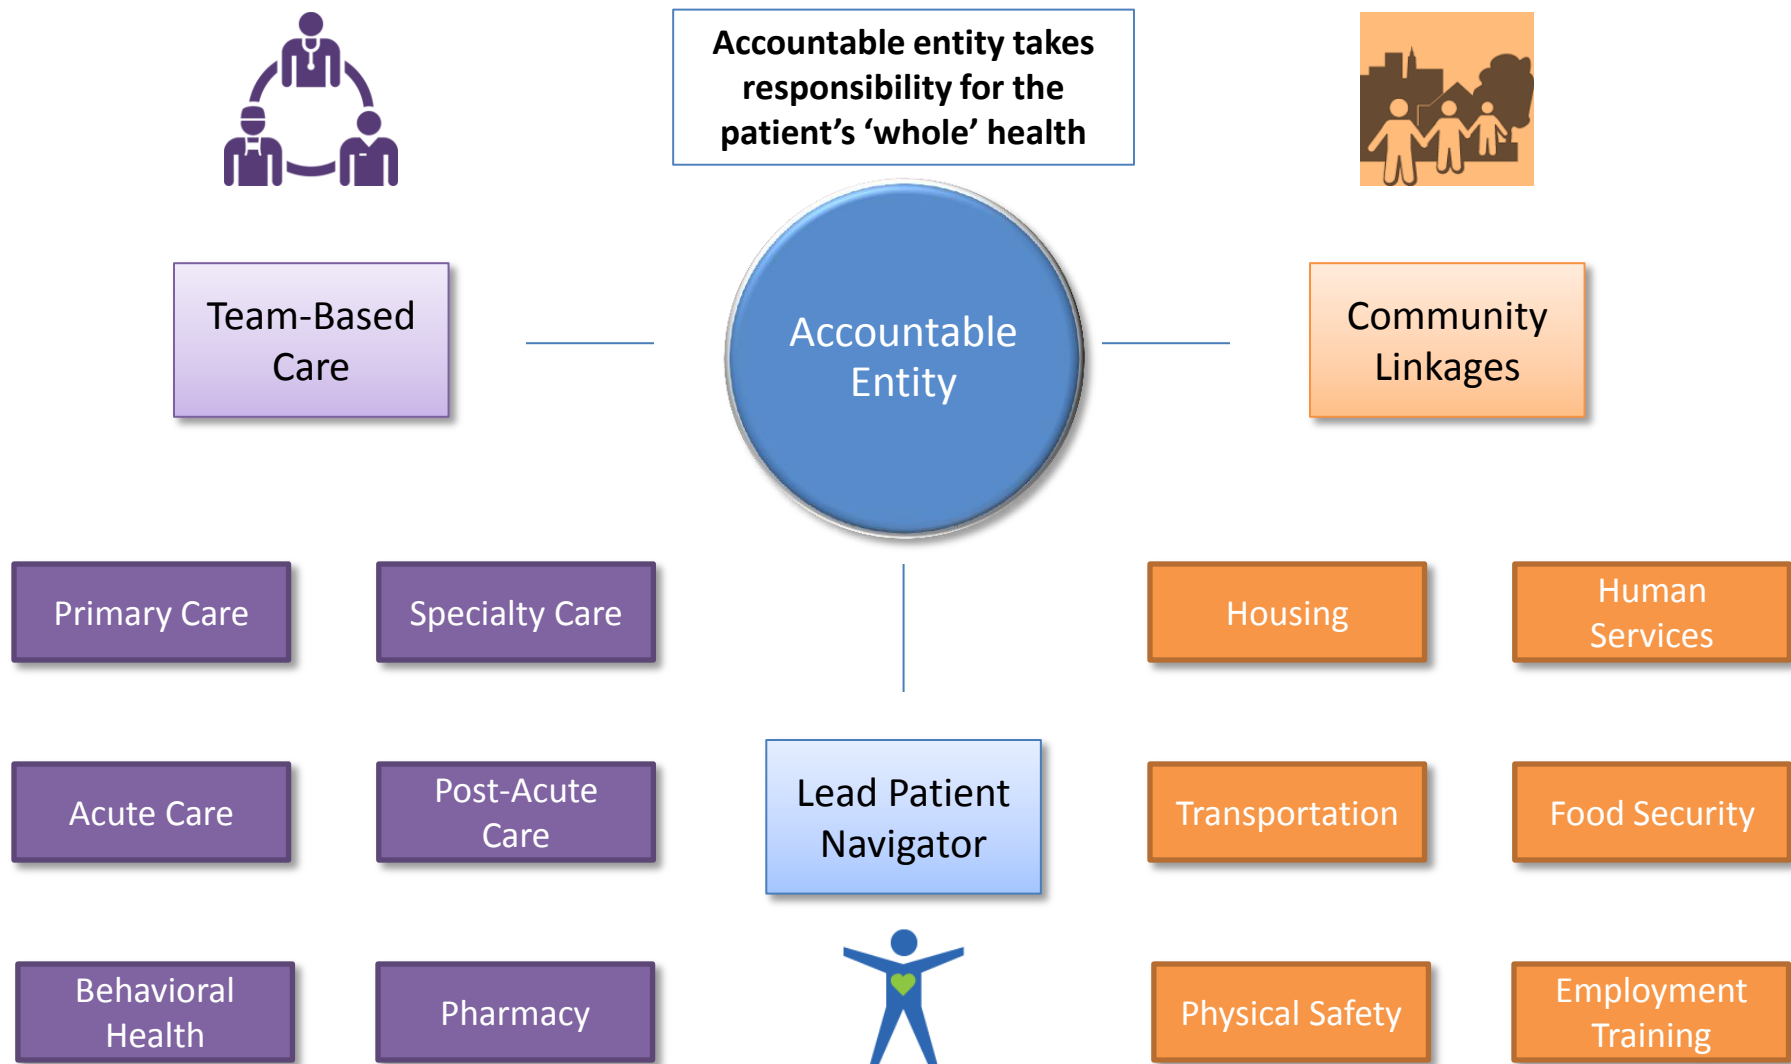 Accountable entity takes
responsibility for the
patient’s ‘whole’ health
Team-Based
Care
Accountable
Entity
Community
Linkages
Primary Care
Specialty Care
Housing
Human
Services
Acute Care
Post-Acute
Care
Lead Patient
Navigator
Transportation
Food Security
Behavioral
Health
Pharmacy
Physical Safety
Employment
Training